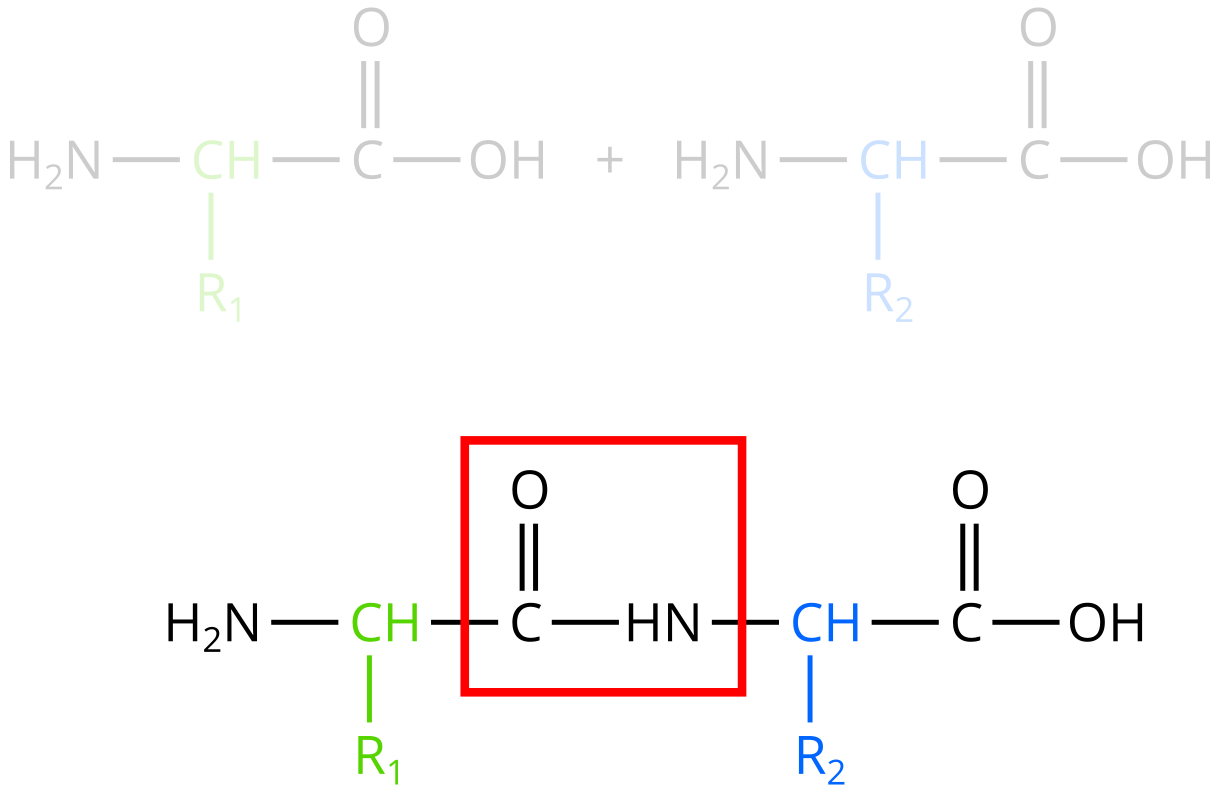 O O
H₂N CH C OH + H₂N CH C OH
R₁ R₂
O O
H₂N CH C HN CH C OH
R₁ R₂